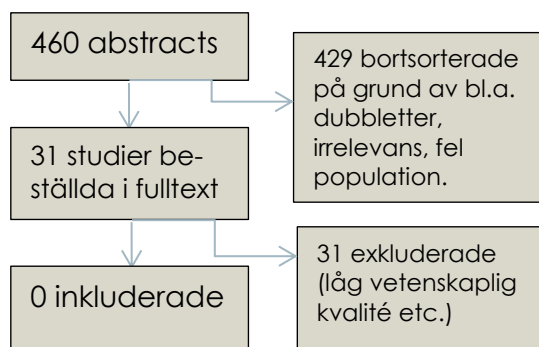 460 abstracts
429 bortsorterade
på grund av bl.a.
dubbletter,
irrelevans, fel
population.
31 studier be-
ställda i fulltext
31 exkluderade
(låg vetenskaplig
kvalité etc.)
0 inkluderade